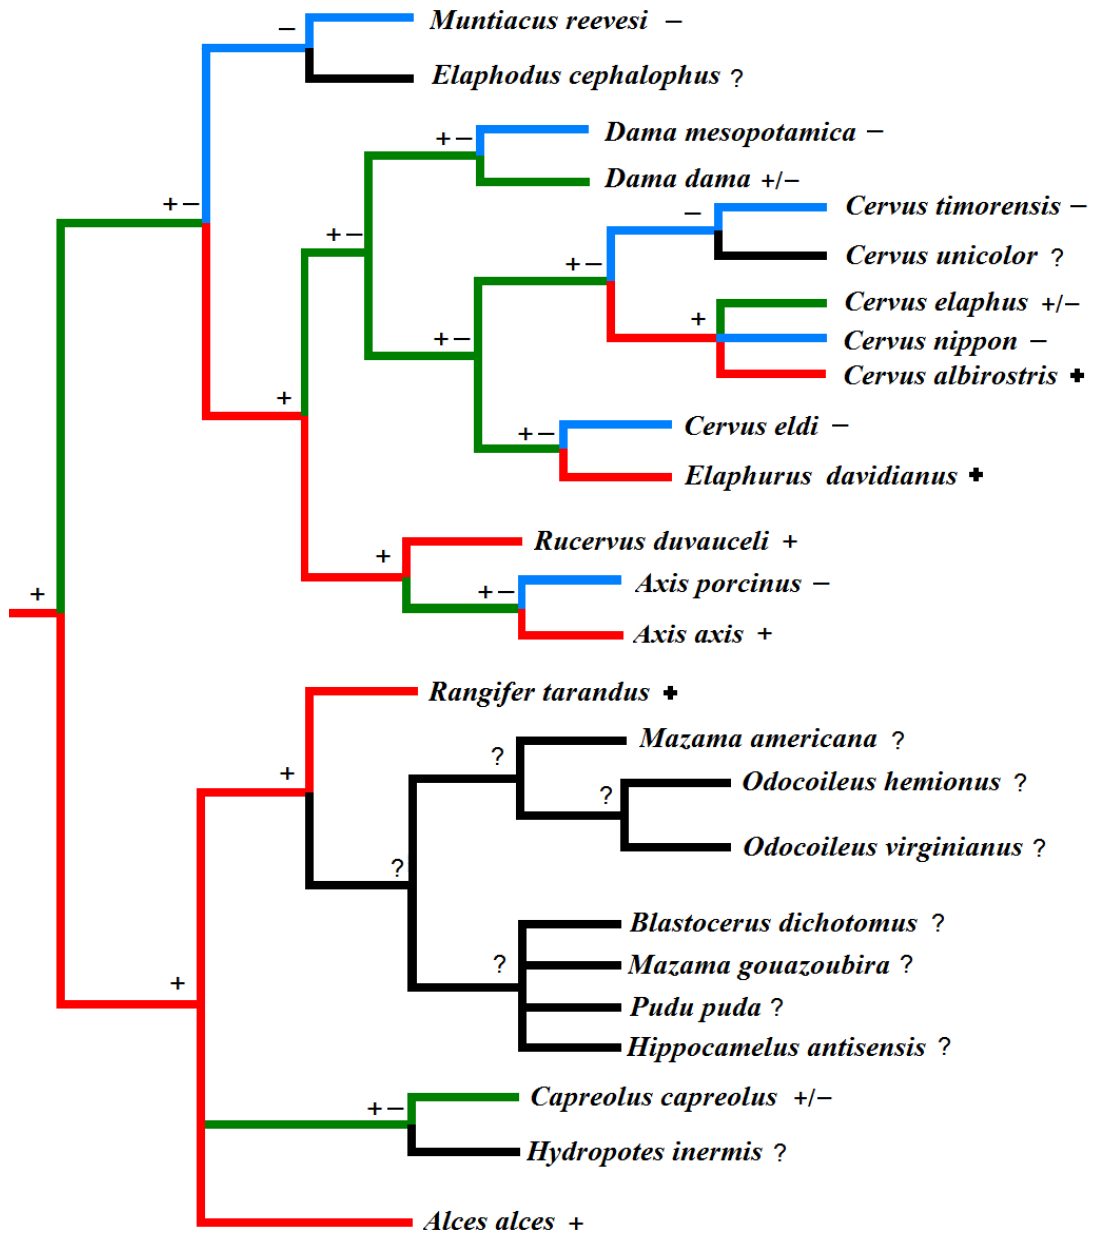 − Muntiacus reevesi −
Elaphodus cephalophus ?
+− Dama mesopotamica −
Dama dama +/−
+− − Cervus timorensis −
+− +− Cervus unicolor ?
Cervus elaphus +/−
+− + Cervus nippon −
+ Cervus albirostris +
+− Cervus eldi −
Elaphurus davidianus +
+ Rucervus duvauceli +
+ +− Axis porcinus −
Axis axis +
Rangifer tarandus +
+ ? Mazama americana ?
? Odocoileus hemionus ?
? Odocoileus virginianus ?
Blastocerus dichotomus ?
+ ? Mazama gouazoubira ?
Pudu puda ?
Hippocamelus antisensis ?
+− Capreolus capreolus +/−
Hydropotes inermis ?
Alces alces +